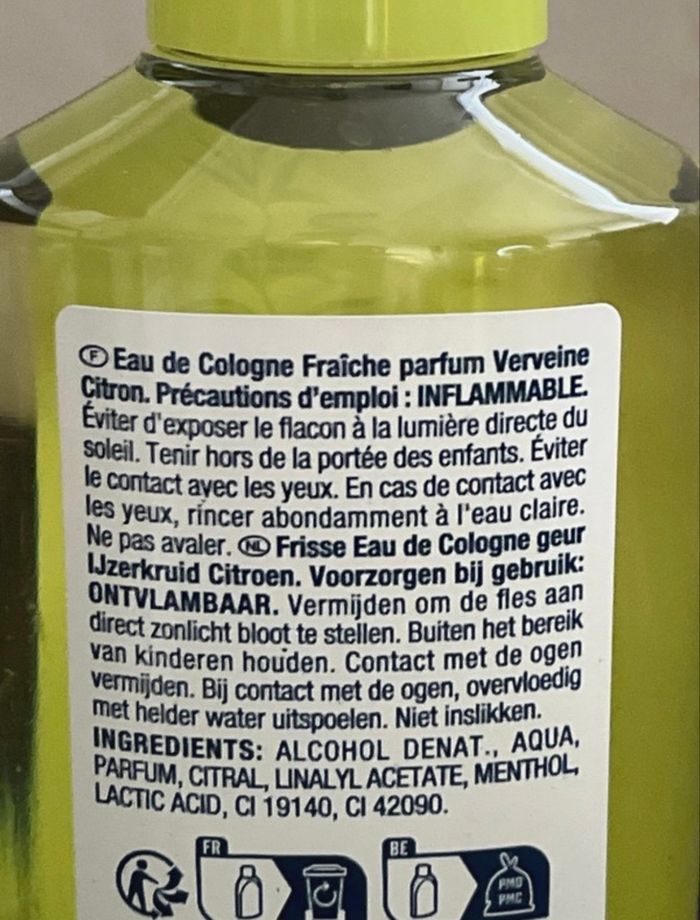 F Eau de Cologne Fraîche parfum Verveine
Citron. Précautions d'emploi : INFLAMMABLE.
Éviter d'exposer le flacon à la lumière directe du
soleil. Tenir hors de la portée des enfants. Éviter
le contact avec les yeux. En cas de contact avec
les yeux, rincer abondamment à l'eau claire.
Ne pas avaler. NL Frisse Eau de Cologne geur
IJzerkruid Citroen. Voorzorgen bij gebruik:
ONTVLAMBAAR. Vermijden om de fles aan
direct zonlicht bloot te stellen. Buiten het bereik
van kinderen houden. Contact met de ogen
vermijden. Bij contact met de ogen, overvloedig
met helder water uitspoelen. Niet inslikken.
INGREDIENTS: ALCOHOL DENAT., AQUA,
PARFUM, CITRAL, LINALYL ACETATE, MENTHOL,
LACTIC ACID, CI 19140, CI 42090.
FR BE
PMD
PMC